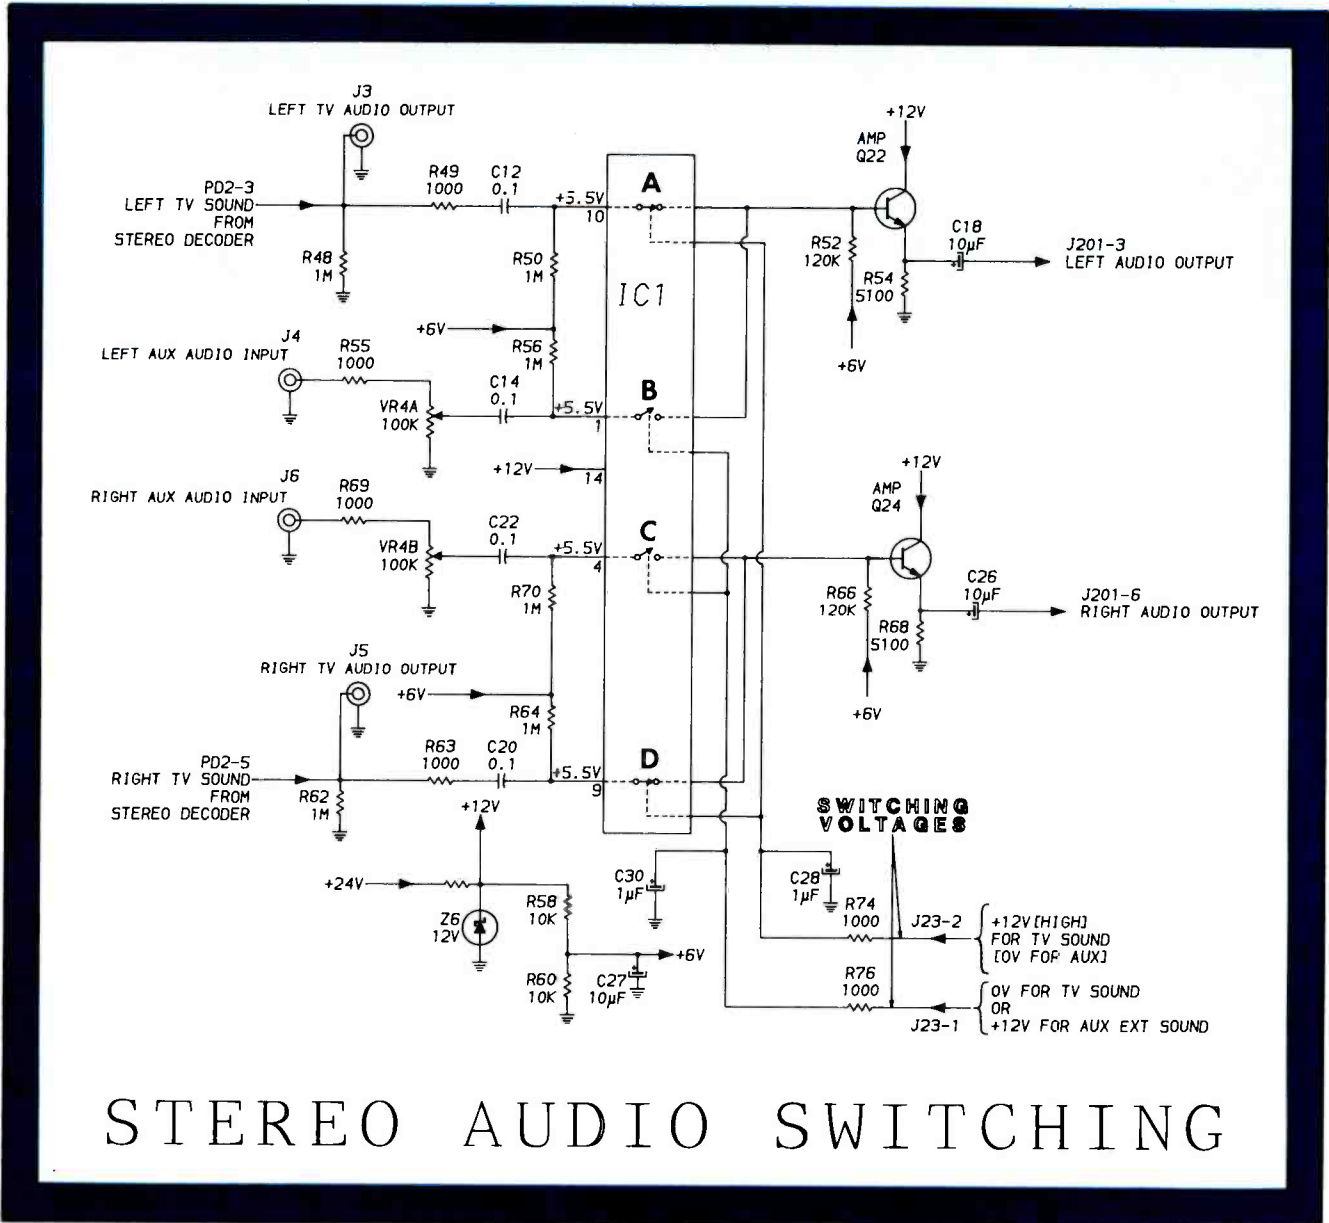 J3
LEFT TV AUDIO OUTPUT
+12V
AMP
Q22
PD2-3
LEFT TV SOUND
FROM
STEREO DECODER
R49
1000
C12
0.1
+5.5V
10
A
R48
1M
R50
1M
IC1
R52
120K
C18
10µF
R54
5100
J201-3
LEFT AUDIO OUTPUT
+6V
+6V
J4
LEFT AUX AUDIO INPUT
R55
1000
R56
1M
VR4A
100K
C14
0.1
+5.5V
1
B
+12V
14
+12V
AMP
Q24
J6
RIGHT AUX AUDIO INPUT
R69
1000
VR4B
100K
C22
0.1
+5.5V
4
C
R70
1M
R66
120K
C26
10µF
R68
5100
J201-6
RIGHT AUDIO OUTPUT
J5
RIGHT TV AUDIO OUTPUT
+6V
R64
1M
+6V
PD2-5
RIGHT TV SOUND
FROM
STEREO DECODER
R62
1M
R63
1000
C20
0.1
+5.5V
9
D
+12V
SWITCHING
VOLTAGES
+24V
Z6
12V
R58
10K
C30
1µF
C28
1µF
R74
1000
J23-2
+12V[HIGH]
FOR TV SOUND
[0V FOR AUX]
+6V
R60
10K
C27
10µF
R76
1000
J23-1
0V FOR TV SOUND
OR
+12V FOR AUX EXT SOUND
STEREO AUDIO SWITCHING